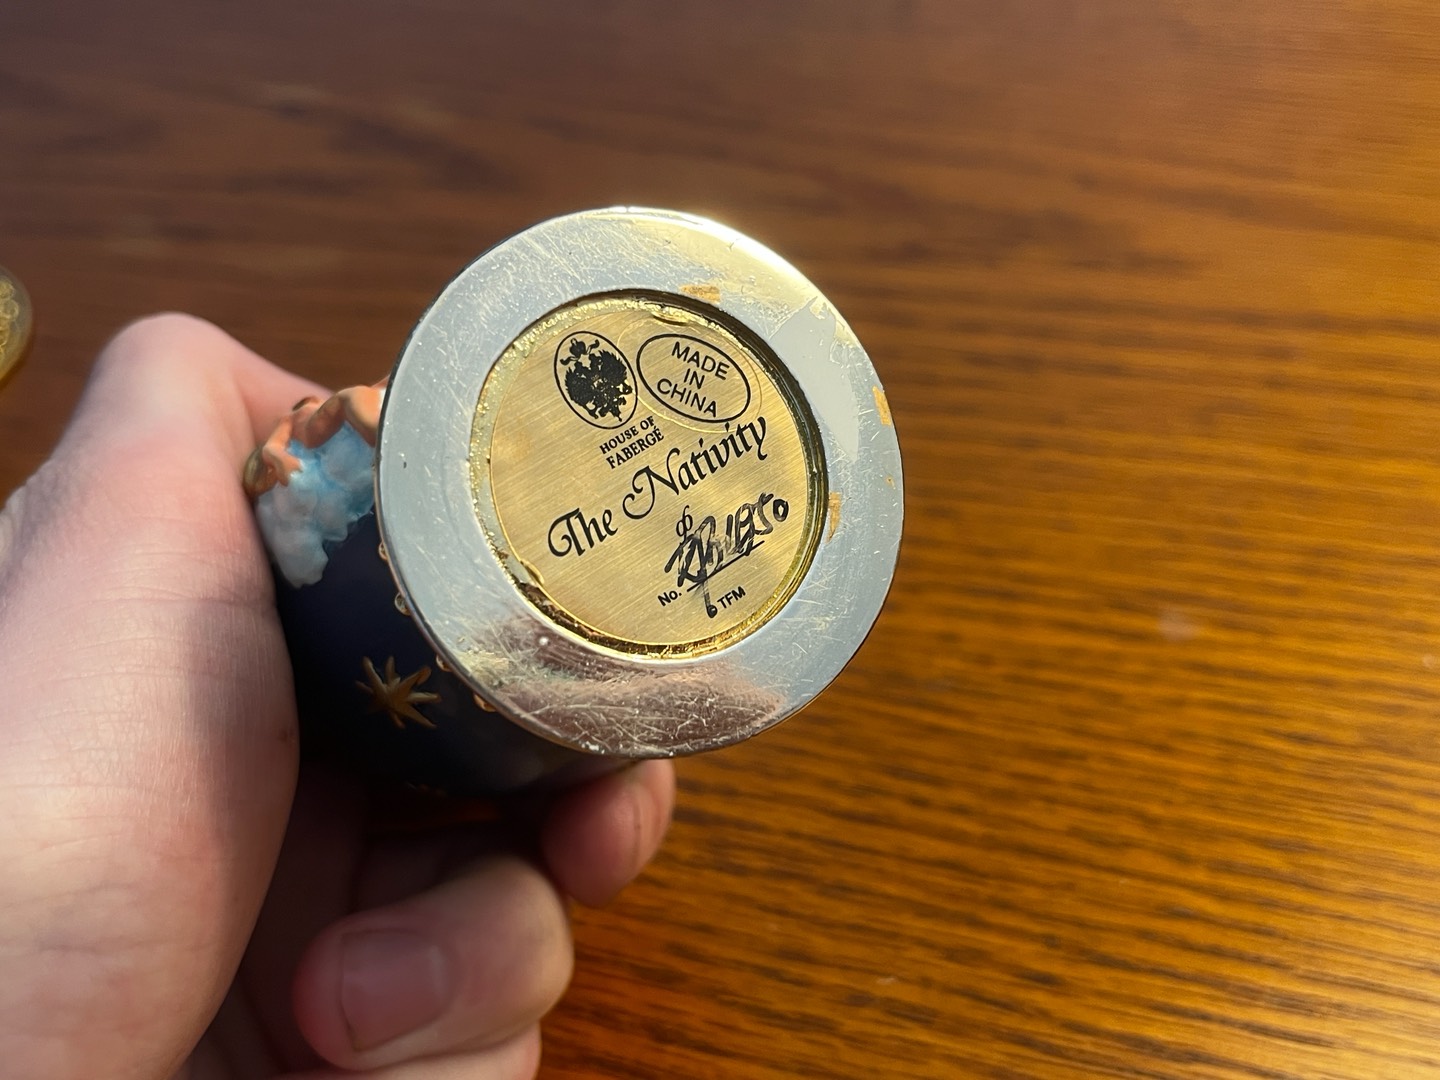 MADE
IN
CHINA
HOUSE OF
FABERGÉ
The Nativity
No.
TFM